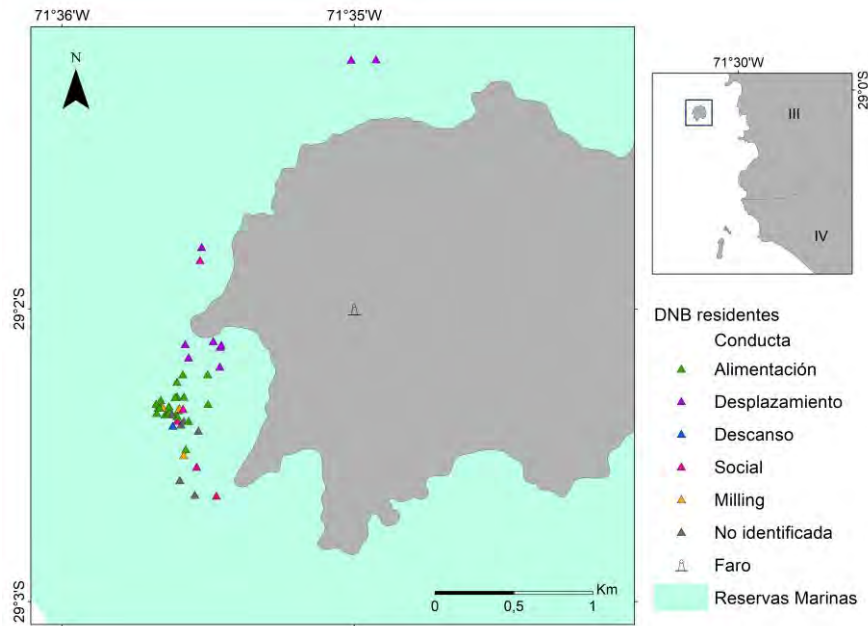 71°36'W
71°35'W
N
29°2'S
29°3'S
Km
0
0,5
1
71°30'W
29°0'S
III
IV
DNB residentes
Conducta
Alimentación
Desplazamiento
Descanso
Social
Milling
No identificada
Faro
Reservas Marinas